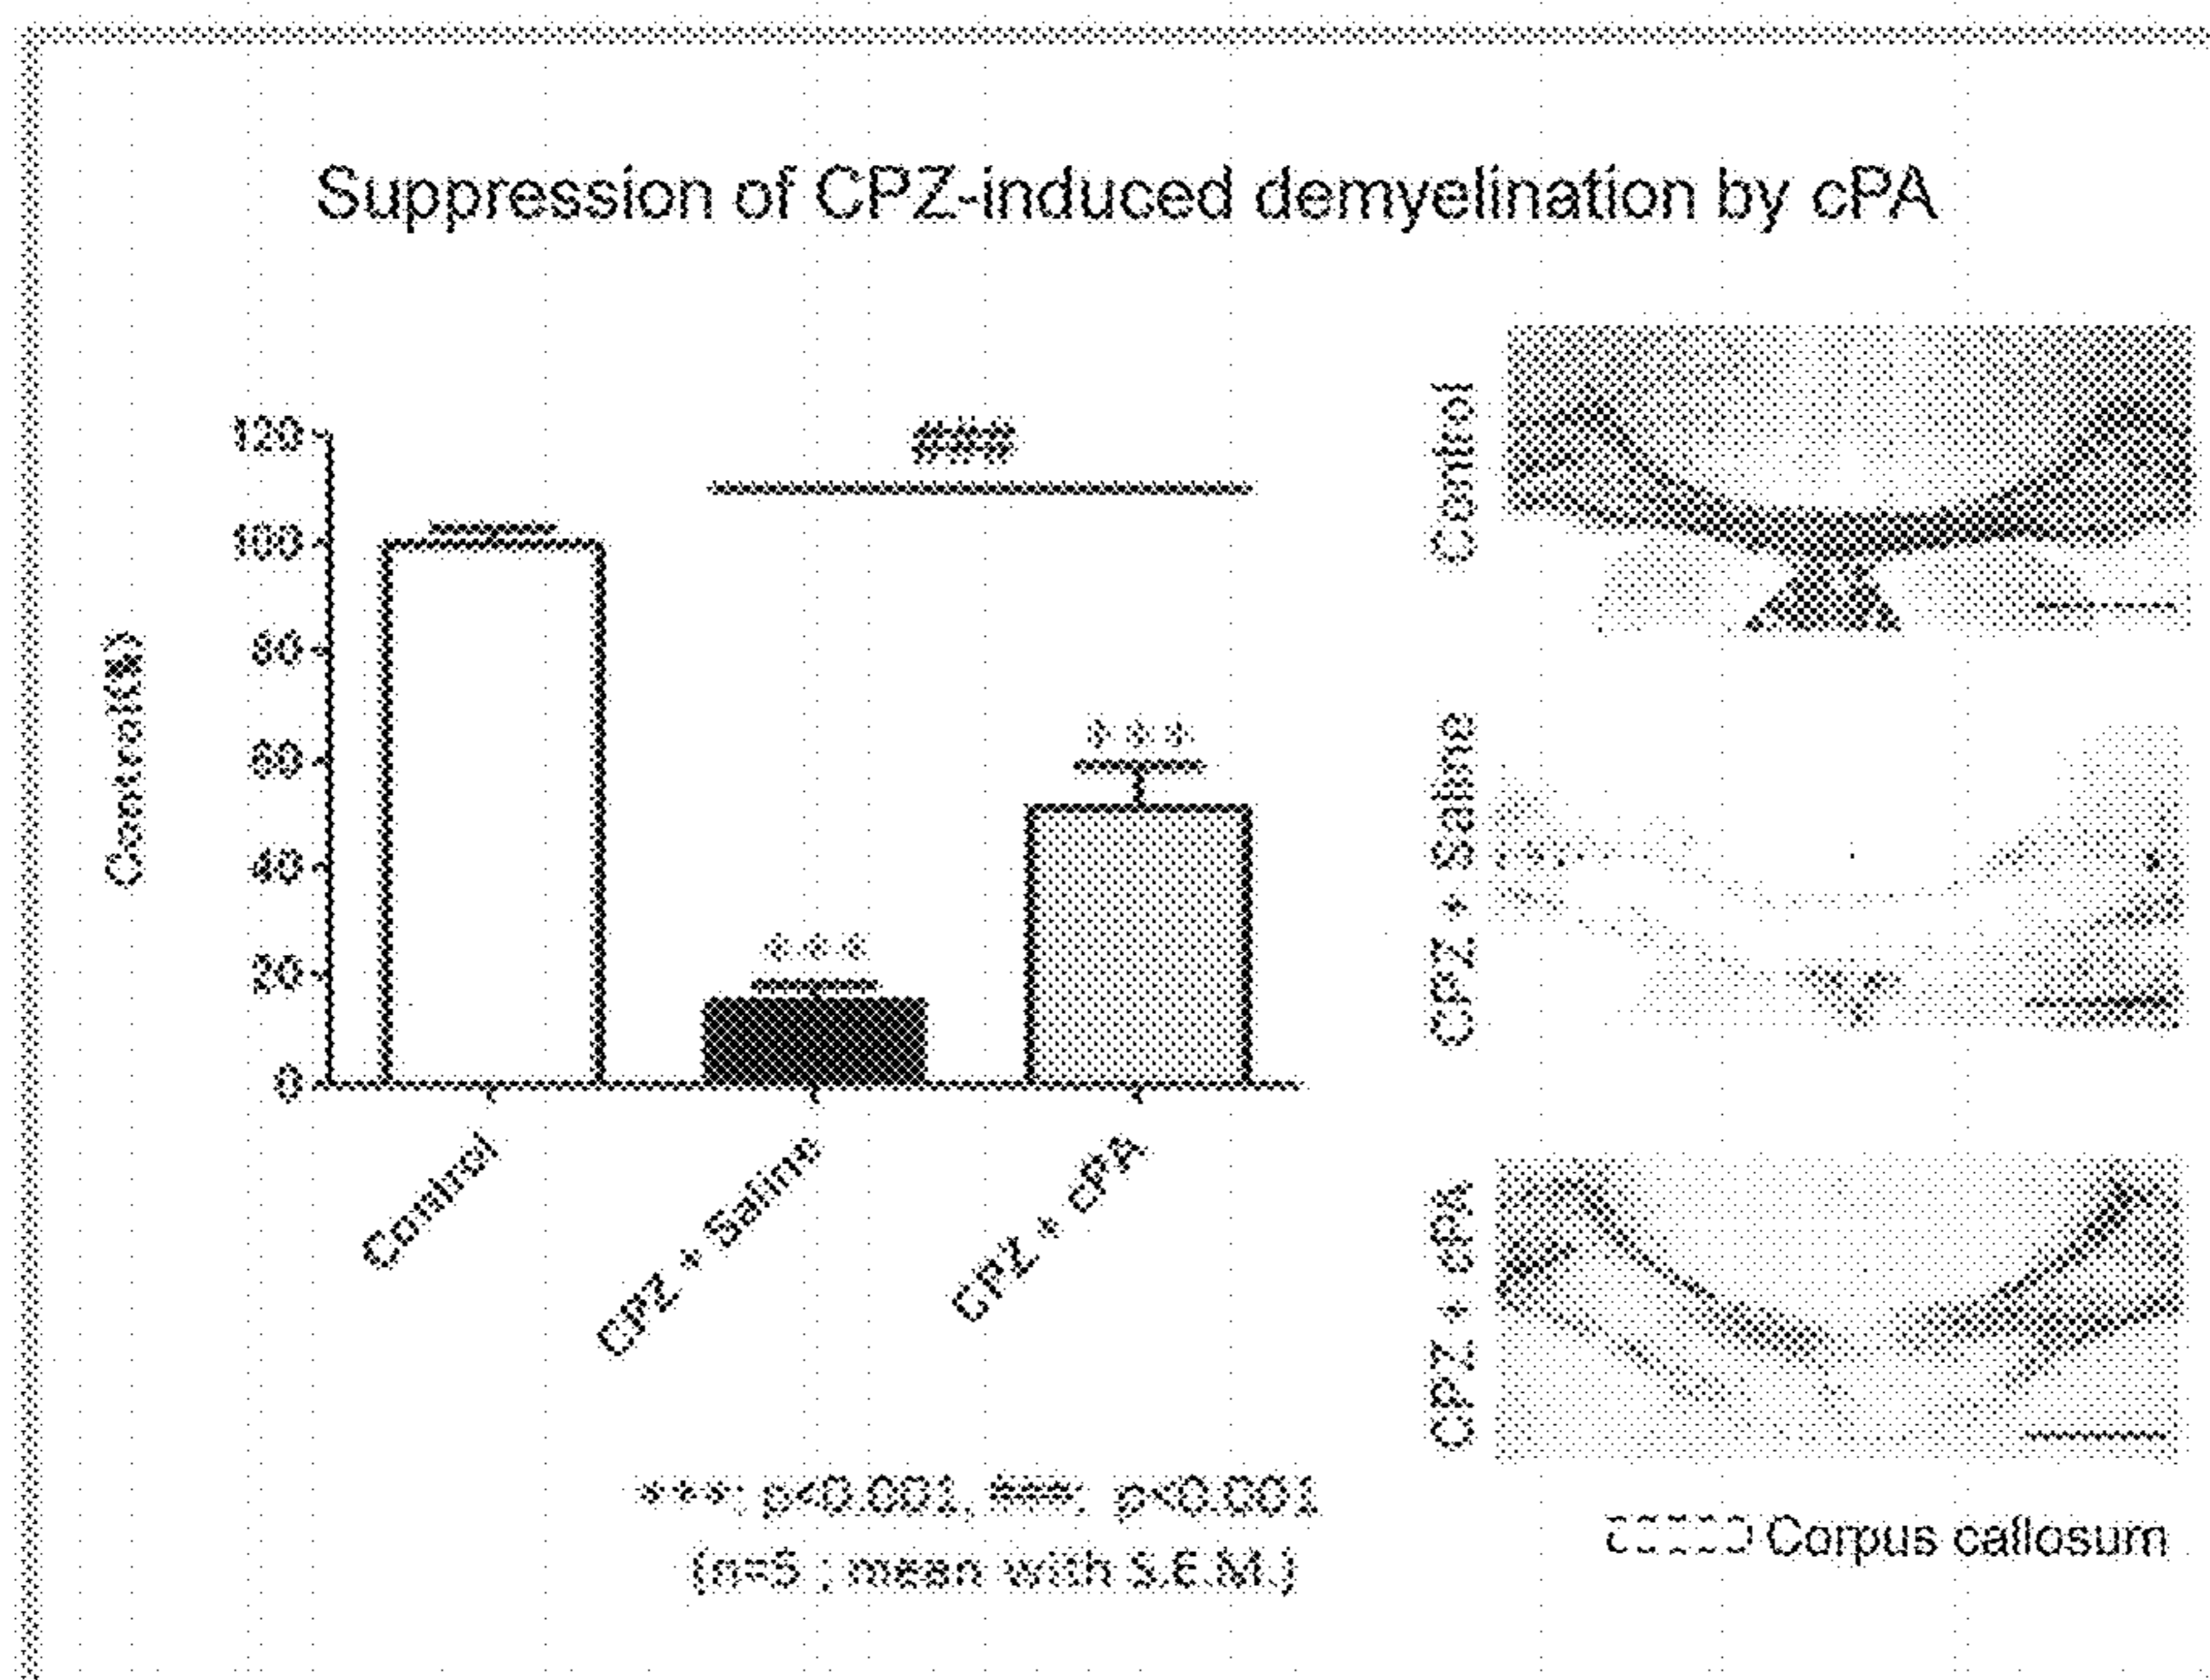 Suppression of CPZ-induced demyelination by cPA
Control(%)
120
100
80
60
40
20
0
###
***
***
Control
CPZ + Saline
CPZ + cPA
***: p<0.001, ###: p<0.001
(n=5 ; mean with S.E.M.)
Control
CPZ + Saline
CPZ + cPA
Corpus callosum